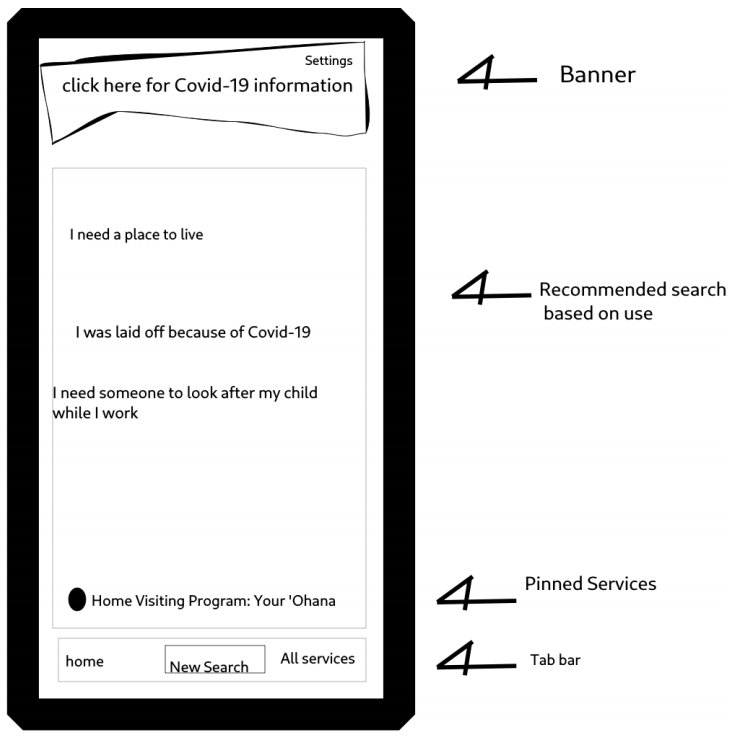 Settings
click here for Covid-19 information
Banner
I need a place to live
Recommended search
based on use
I was laid off because of Covid-19
I need someone to look after my child
while I work
Home Visiting Program: Your 'Ohana
Pinned Services
home
New Search
All services
Tab bar